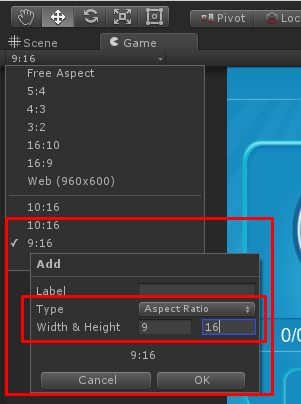 Pivot
Scene Game
9:16
Free Aspect
5:4
4:3
3:2
16:10
16:9
Web (960x600)
10:16
10:16
✓ 9:16
Add
Label
Type Aspect Ratio
Width & Height 9 16
9:16
Cancel OK
0/0